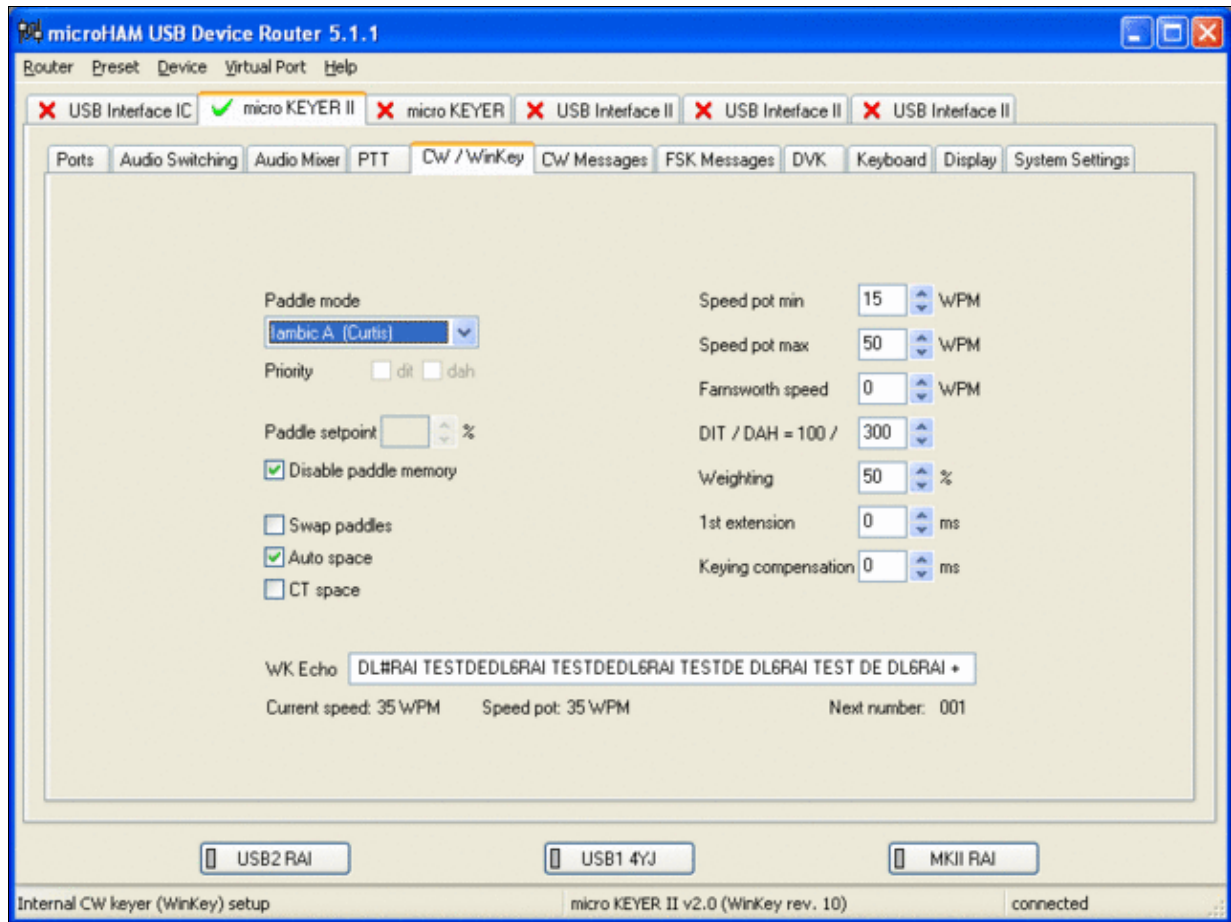 microHAM USB Device Router 5.1.1
Router Preset Device Virtual Port Help
USB Interface IC micro KEYER II micro KEYER USB Interface II USB Interface II USB Interface II
Ports Audio Switching Audio Mixer PTT CW / WinKey CW Messages FSK Messages DVK Keyboard Display System Settings
Paddle mode
Iambic A (Curtis)
Priority dit dah
Paddle setpoint %
Disable paddle memory
Swap paddles
Auto space
CT space
Speed pot min 15 WPM
Speed pot max 50 WPM
Farnsworth speed 0 WPM
DIT / DAH = 100 / 300
Weighting 50 %
1st extension 0 ms
Keying compensation 0 ms
WK Echo DL#RAI TESTDEDL6RAI TESTDEDL6RAI TESTDE DL6RAI TEST DE DL6RAI +
Current speed: 35 WPM Speed pot: 35 WPM Next number: 001
USB2 RAI USB1 4YJ MKII RAI
Internal CW keyer (WinKey) setup micro KEYER II v2.0 (WinKey rev. 10) connected